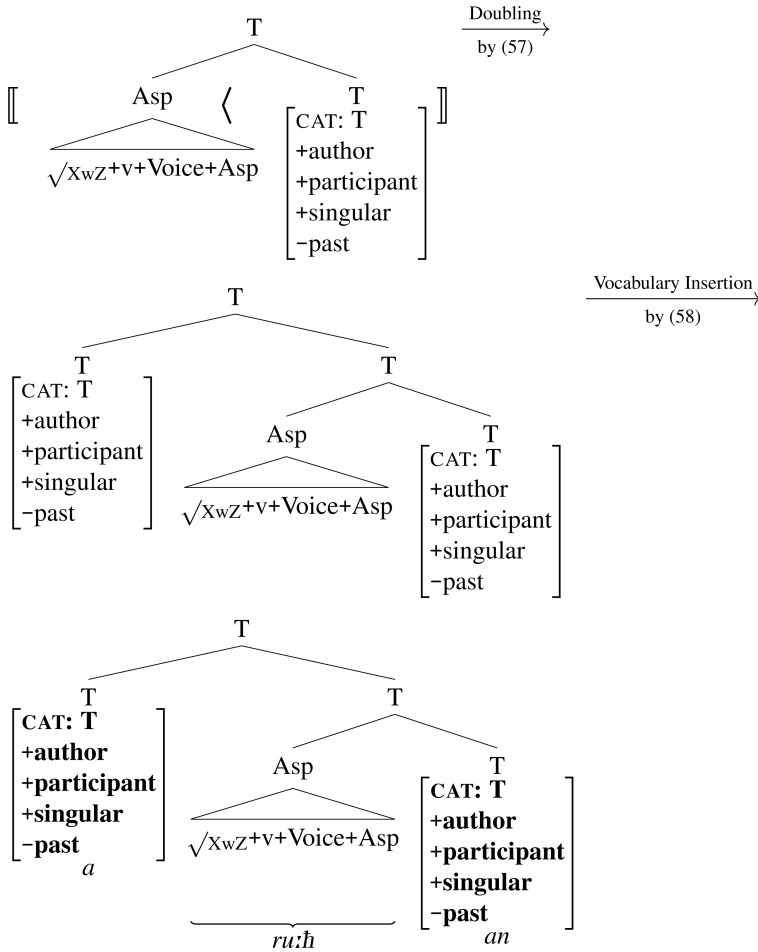 T
Doubling
by (57)
⟦ Asp ⟨ T ⟧
CAT: T
+author
+participant
+singular
−past
√XwZ+v+Voice+Asp
Vocabulary Insertion
by (58)
T
T
CAT: T
+author
+participant
+singular
−past
T
Asp
√XwZ+v+Voice+Asp
T
CAT: T
+author
+participant
+singular
−past
T
T
CAT: T
+author
+participant
+singular
−past
a
T
Asp
√XwZ+v+Voice+Asp
ruːħ
T
CAT: T
+author
+participant
+singular
−past
an